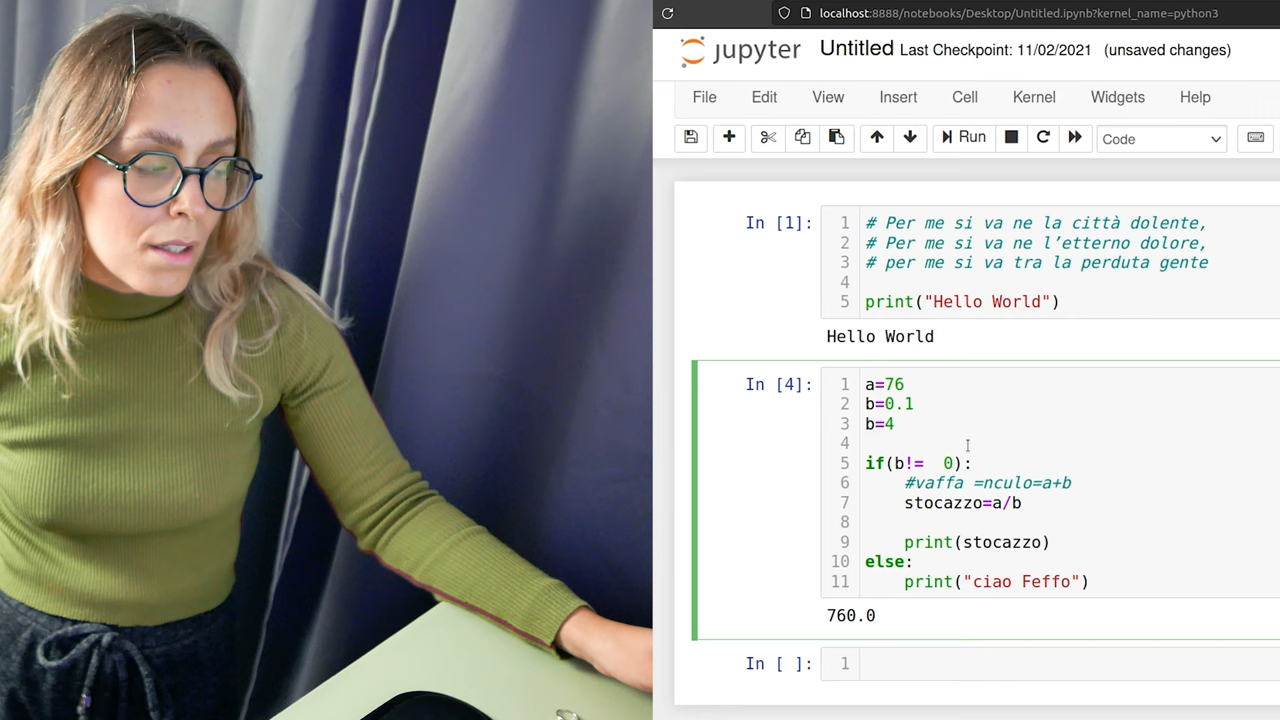 localhost:8888/notebooks/Desktop/Untitled.ipynb?kernel_name=python3
jupyter Untitled Last Checkpoint: 11/02/2021 (unsaved changes)
File Edit View Insert Cell Kernel Widgets Help
Run Code
In [1]:
1 # Per me si va ne la città dolente,
2 # Per me si va ne l’etterno dolore,
3 # per me si va tra la perduta gente
4
5 print("Hello World")
Hello World
In [4]:
1 a=76
2 b=0.1
3 b=4
4
5 if(b!=  0):
6     #vaffa =nculo=a+b
7     stocazzo=a/b
8
9     print(stocazzo)
10 else:
11     print("ciao Feffo")
760.0
In [ ]:
1